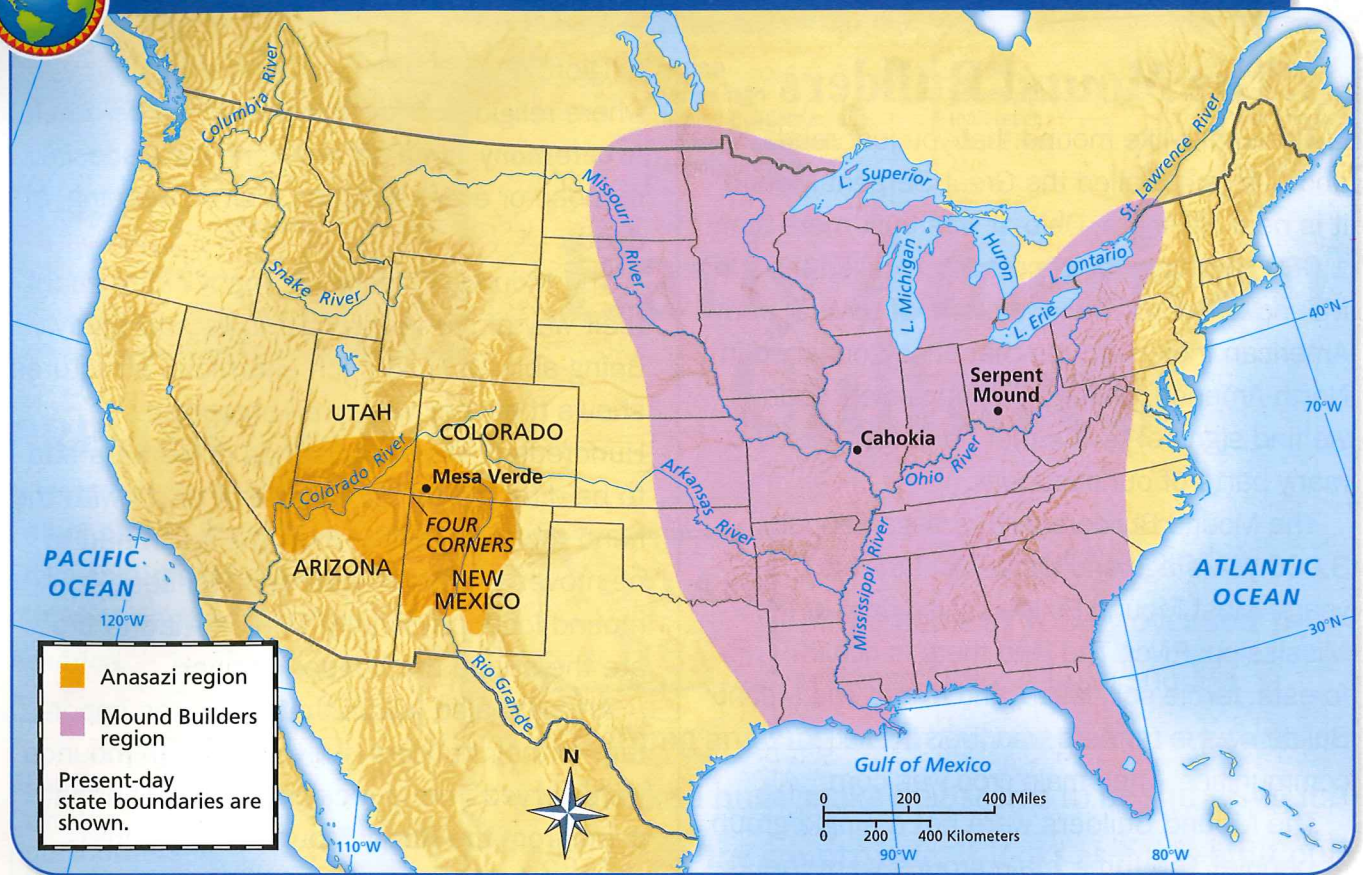 Columbia River
Snake River
Missouri
River
L. Superior
L. Michigan
L. Huron
L. Ontario
L. Erie
St. Lawrence River
40°N
70°W
30°N
UTAH
COLORADO
Colorado River
Mesa Verde
FOUR
CORNERS
ARIZONA
NEW
MEXICO
Arkansas River
Serpent
Mound
Cahokia
Ohio River
Mississippi River
PACIFIC
OCEAN
120°W
ATLANTIC
OCEAN
Rio Grande
Gulf of Mexico
Anasazi region
Mound Builders
region
Present-day
state boundaries are
shown.
N
0 200 400 Miles
0 200 400 Kilometers
110°W
90°W
80°W